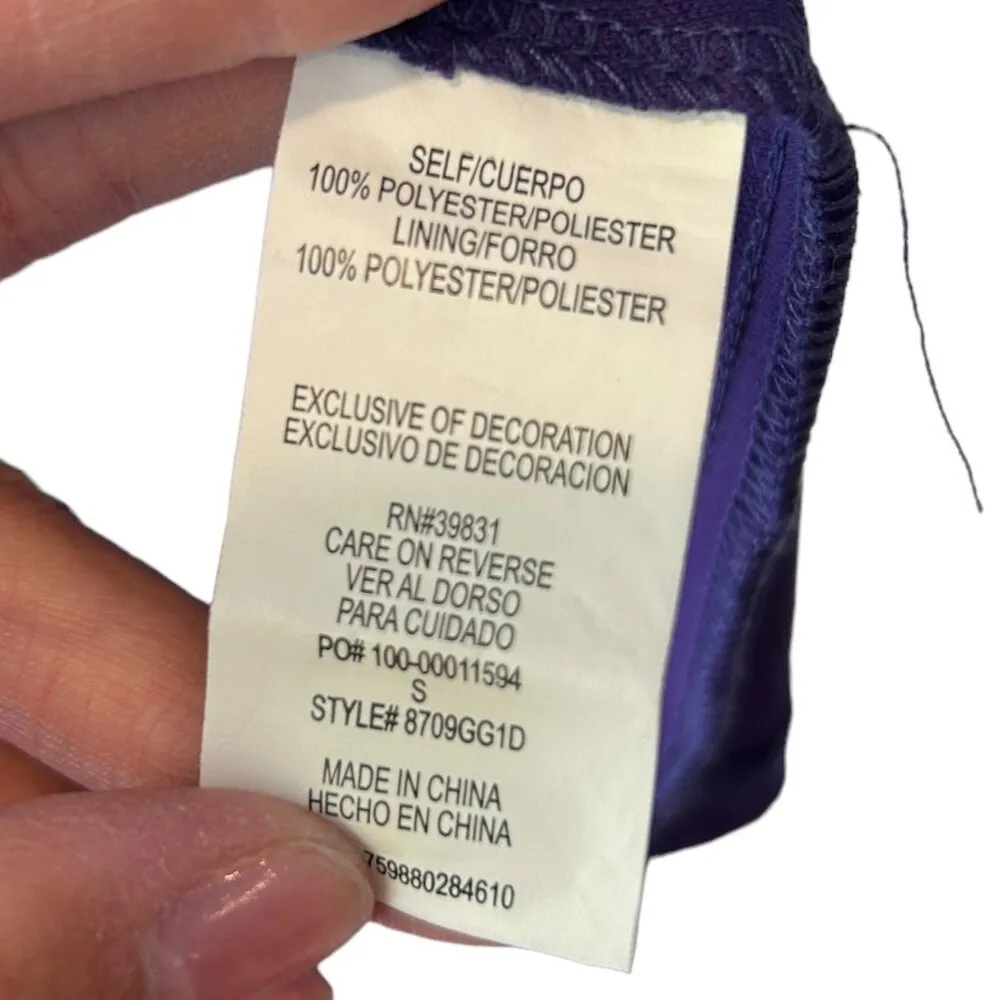 SELF/CUERPO
100% POLYESTER/POLIESTER
LINING/FORRO
100% POLYESTER/POLIESTER
EXCLUSIVE OF DECORATION
EXCLUSIVO DE DECORACION
RN#39831
CARE ON REVERSE
VER AL DORSO
PARA CUIDADO
PO# 100-00011594
S
STYLE# 8709GG1D
MADE IN CHINA
HECHO EN CHINA
759880284610